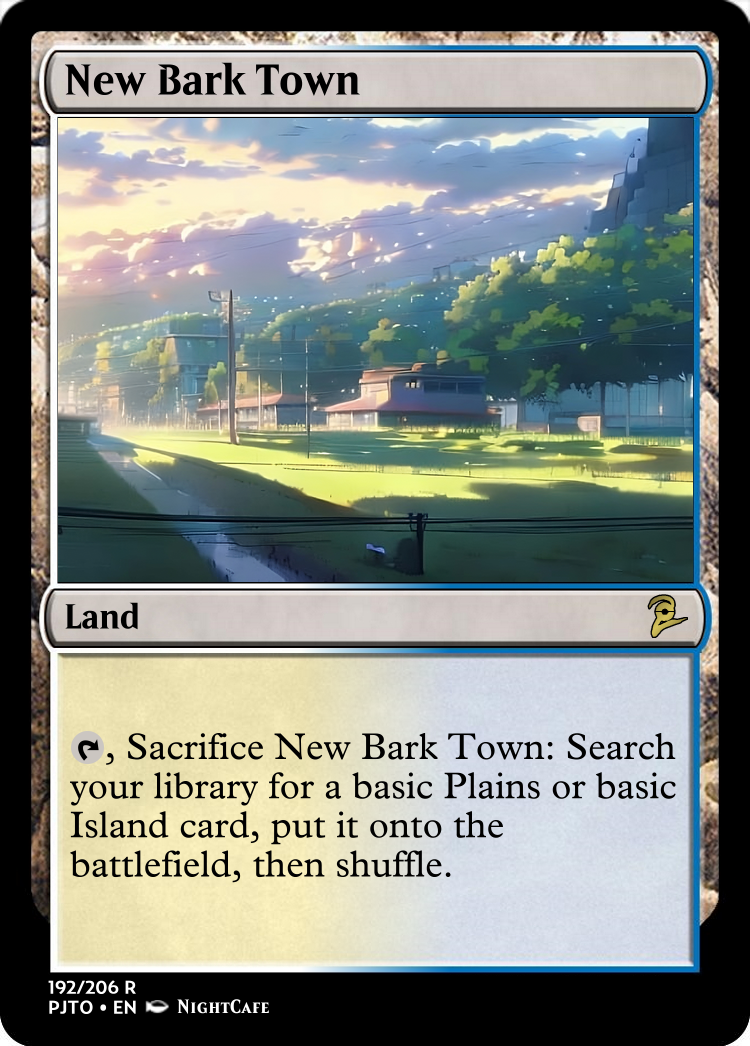 New Bark Town
Land
, Sacrifice New Bark Town: Search
your library for a basic Plains or basic
Island card, put it onto the
battlefield, then shuffle.
192/206 R
PJTO • EN NightCafe